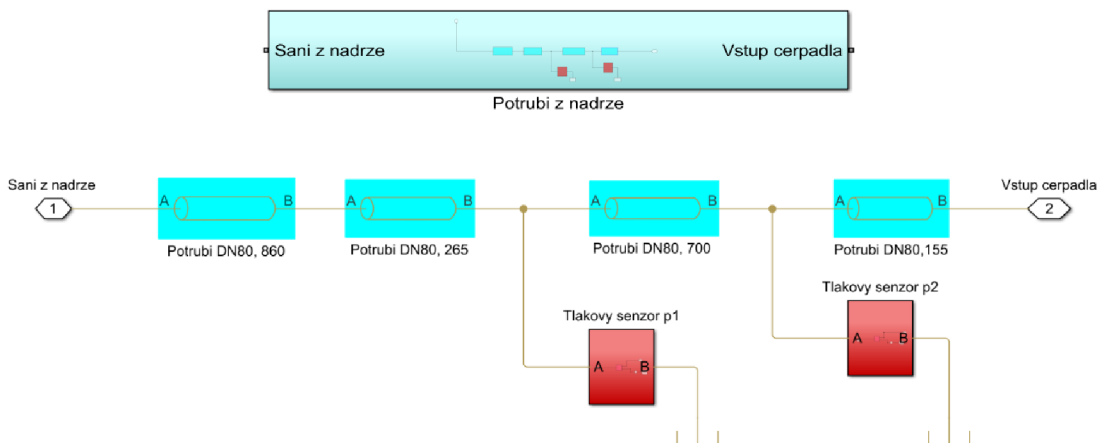 Sani z nadrze
Vstup cerpadla
Potrubi z nadrze
Sani z nadrze
1
A
B
Potrubi DN80, 860
A
B
Potrubi DN80, 265
A
B
Potrubi DN80, 700
A
B
Potrubi DN80,155
Vstup cerpadla
2
Tlakovy senzor p1
A
B
Tlakovy senzor p2
A
B